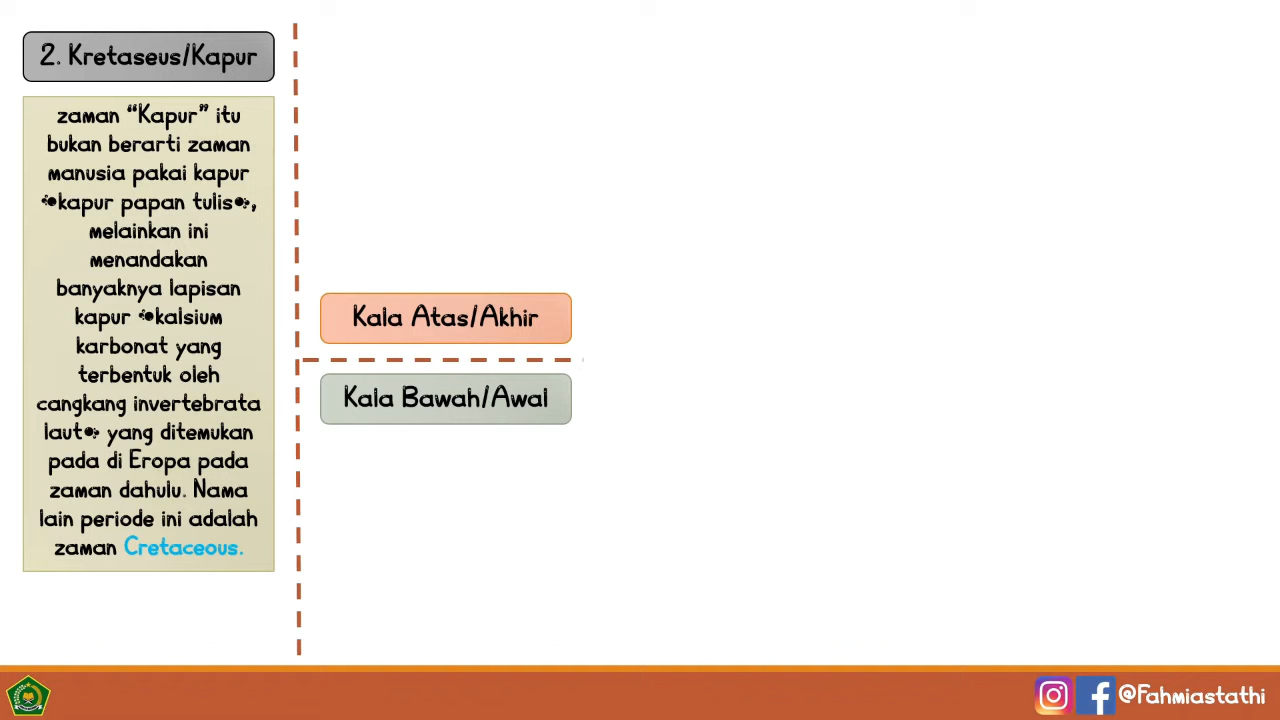 2. Kretaseus/Kapur
zaman “Kapur” itu
bukan berarti zaman
manusia pakai kapur
kapur papan tulis,
melainkan ini
menandakan
banyaknya lapisan
kapur kalsium
karbonat yang
terbentuk oleh
cangkang invertebrata
laut yang ditemukan
pada di Eropa pada
zaman dahulu. Nama
lain periode ini adalah
zaman Cretaceous.
Kala Atas/Akhir
Kala Bawah/Awal
@Fahmiastathi